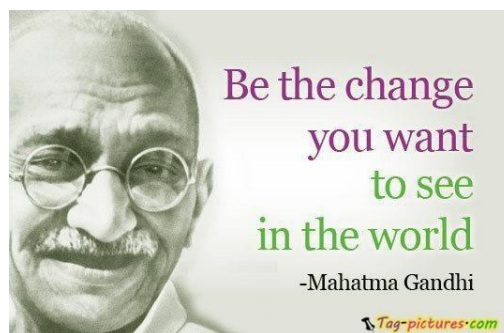 Be the change
you want
to see
in the world
-Mahatma Gandhi
Tag-pictures.com